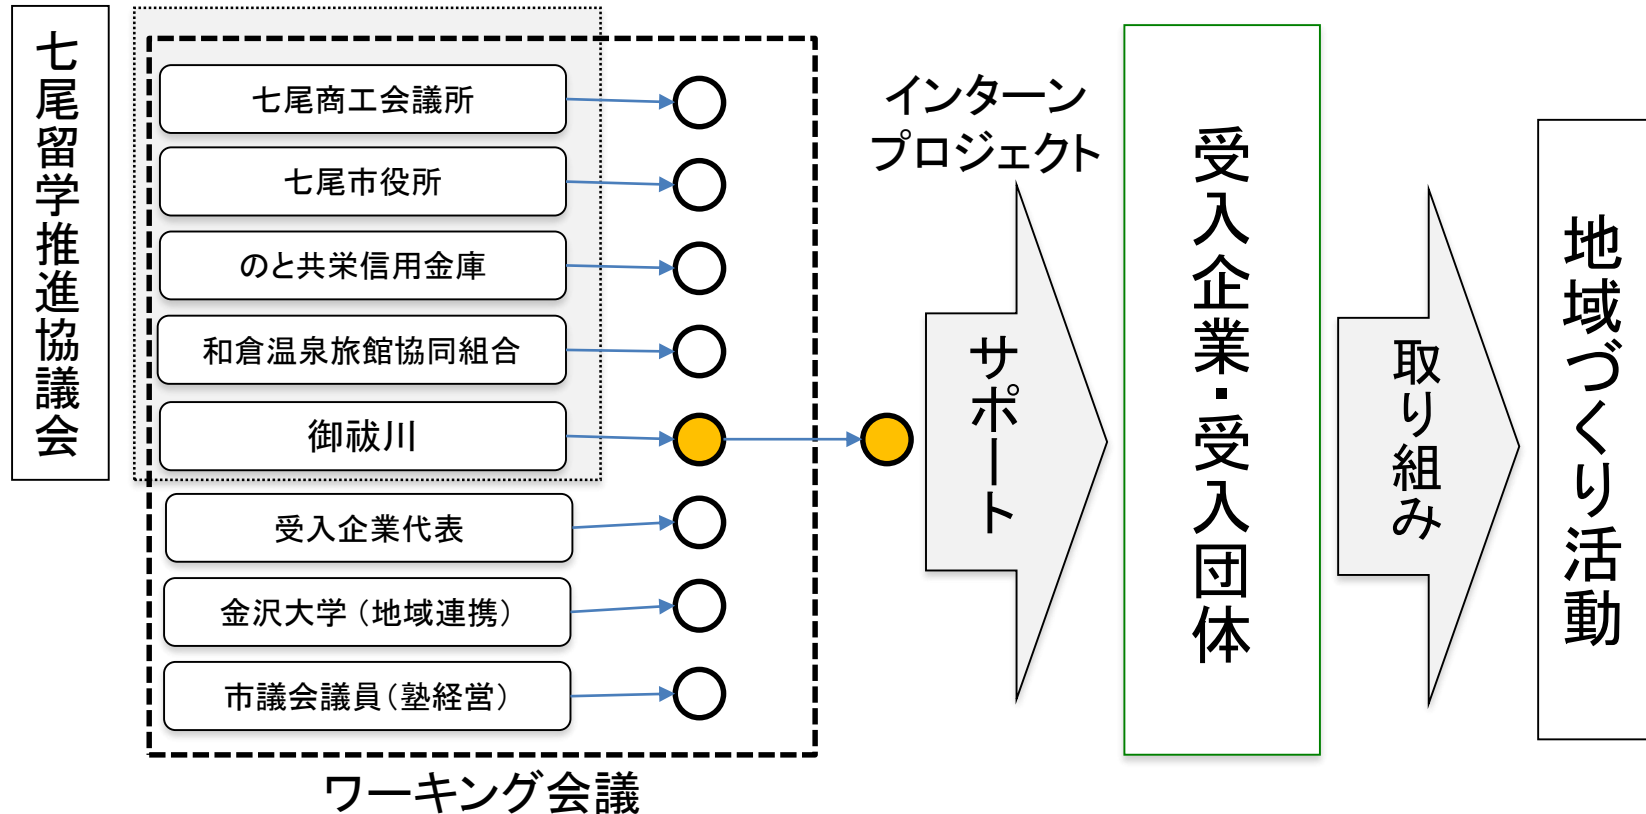 七尾留学推進協議会
七尾商工会議所
七尾市役所
のと共栄信用金庫
和倉温泉旅館協同組合
御祓川
受入企業代表
金沢大学（地域連携）
市議会議員（塾経営）
ワーキング会議
インターン
プロジェクト
サポート
受入企業・受入団体
取り組み
地域づくり活動